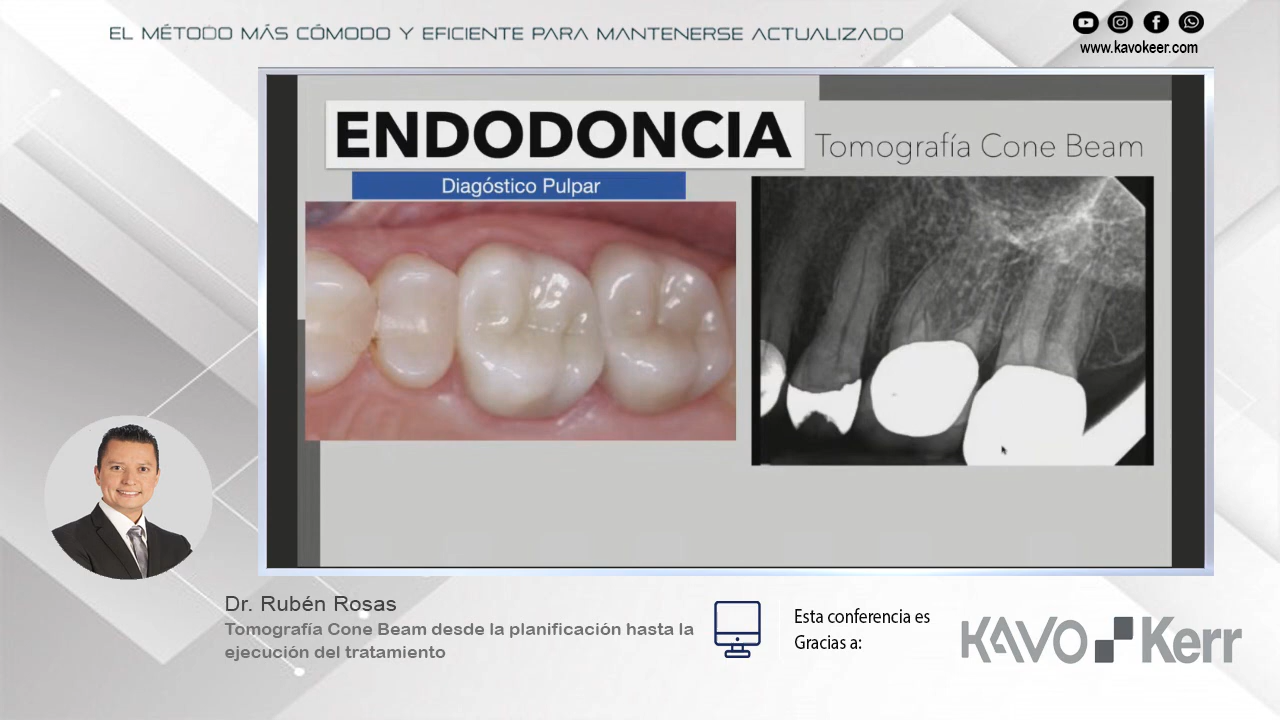 EL MÉTODO MÁS CÓMODO Y EFICIENTE PARA MANTENERSE ACTUALIZADO
www.kavokeer.com
ENDODONCIA
Tomografía Cone Beam
Diagóstico Pulpar
Dr. Rubén Rosas
Tomografía Cone Beam desde la planificación hasta la
ejecución del tratamiento
Esta conferencia es
Gracias a:
KAVO Kerr